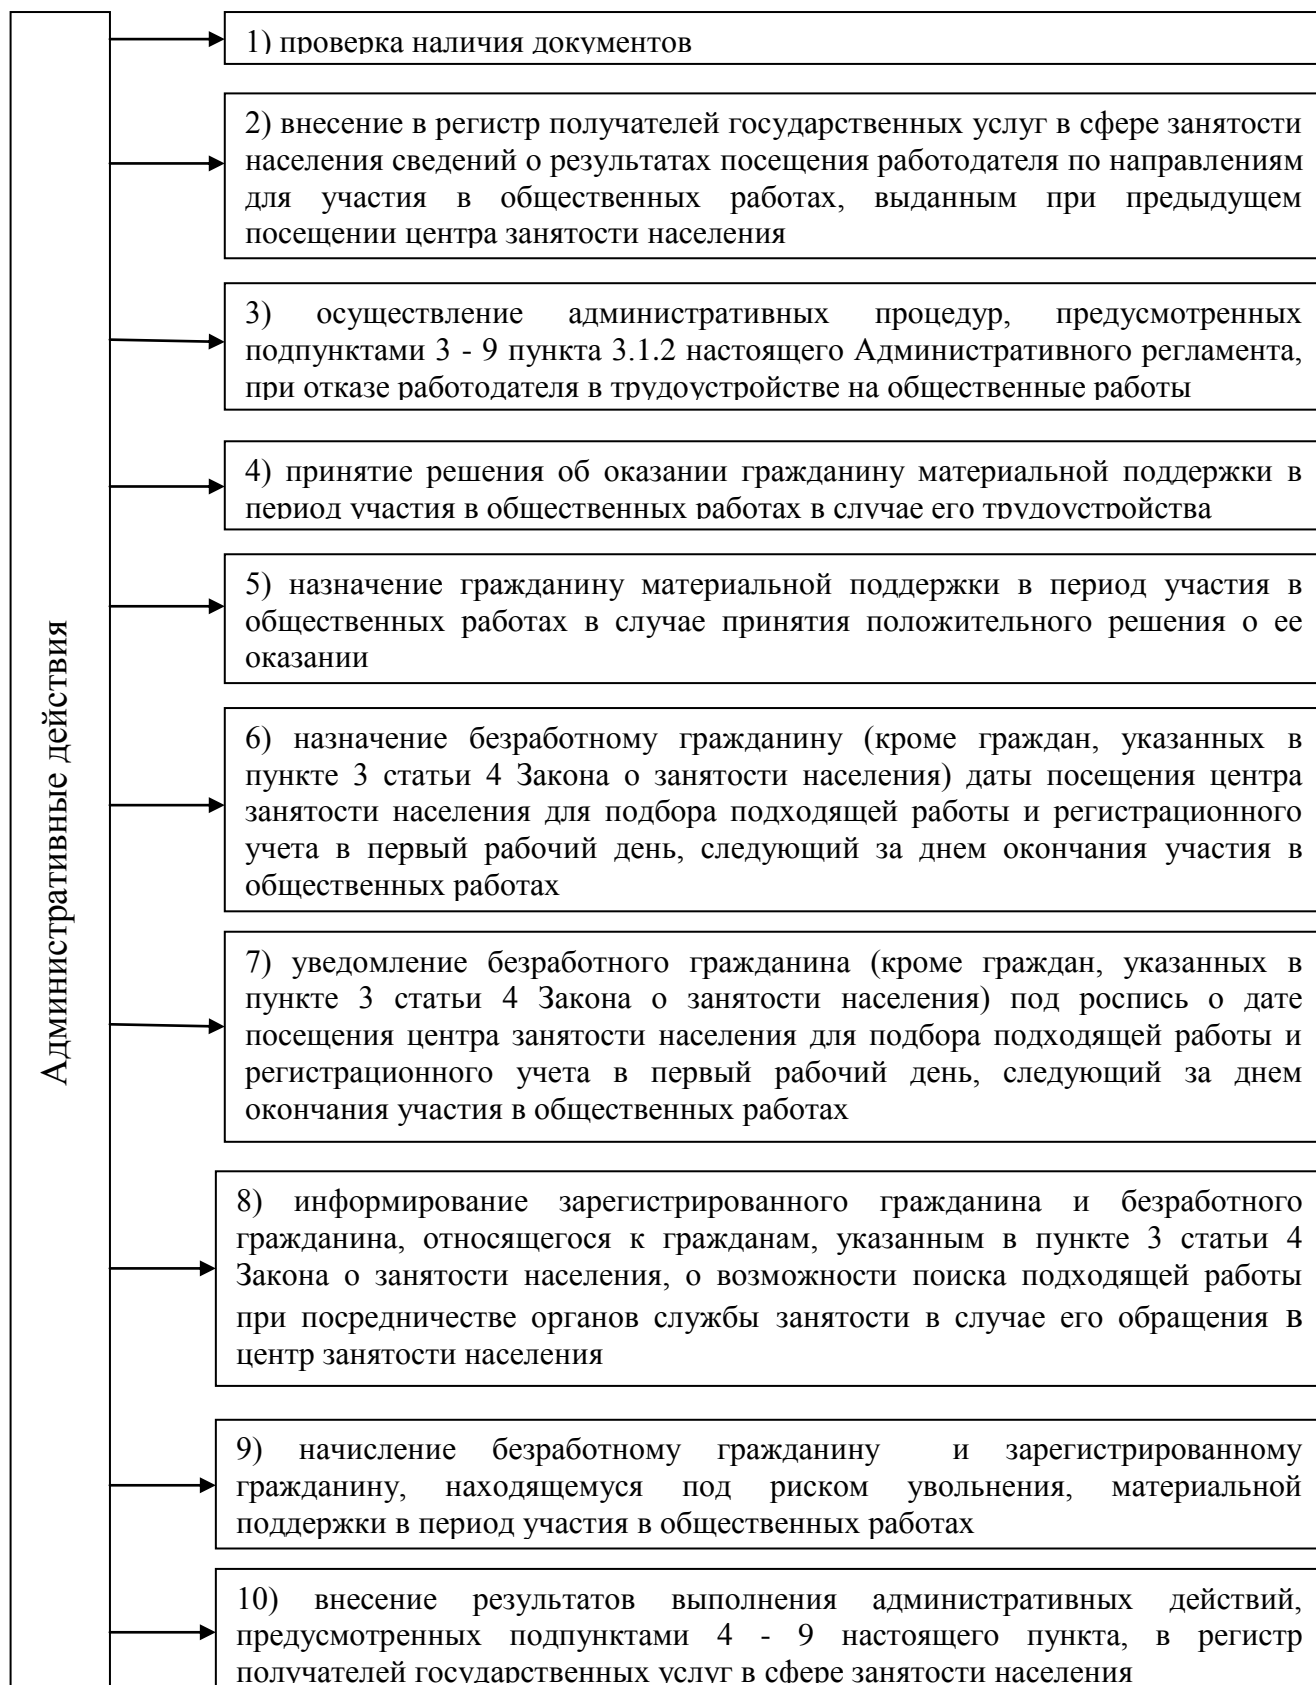 Административные действия
1) проверка наличия документов
2) внесение в регистр получателей государственных услуг в сфере занятости
населения сведений о результатах посещения работодателя по направлениям
для участия в общественных работах, выданным при предыдущем
посещении центра занятости населения
3) осуществление административных процедур, предусмотренных
подпунктами 3 - 9 пункта 3.1.2 настоящего Административного регламента,
при отказе работодателя в трудоустройстве на общественные работы
4) принятие решения об оказании гражданину материальной поддержки в
период участия в общественных работах в случае его трудоустройства
5) назначение гражданину материальной поддержки в период участия в
общественных работах в случае принятия положительного решения о ее
оказании
6) назначение безработному гражданину (кроме граждан, указанных в
пункте 3 статьи 4 Закона о занятости населения) даты посещения центра
занятости населения для подбора подходящей работы и регистрационного
учета в первый рабочий день, следующий за днем окончания участия в
общественных работах
7) уведомление безработного гражданина (кроме граждан, указанных в
пункте 3 статьи 4 Закона о занятости населения) под роспись о дате
посещения центра занятости населения для подбора подходящей работы и
регистрационного учета в первый рабочий день, следующий за днем
окончания участия в общественных работах
8) информирование зарегистрированного гражданина и безработного
гражданина, относящегося к гражданам, указанным в пункте 3 статьи 4
Закона о занятости населения, о возможности поиска подходящей работы
при посредничестве органов службы занятости в случае его обращения в
центр занятости населения
9) начисление безработному гражданину и зарегистрированному
гражданину, находящемуся под риском увольнения, материальной
поддержки в период участия в общественных работах
10) внесение результатов выполнения административных действий,
предусмотренных подпунктами 4 - 9 настоящего пункта, в регистр
получателей государственных услуг в сфере занятости населения